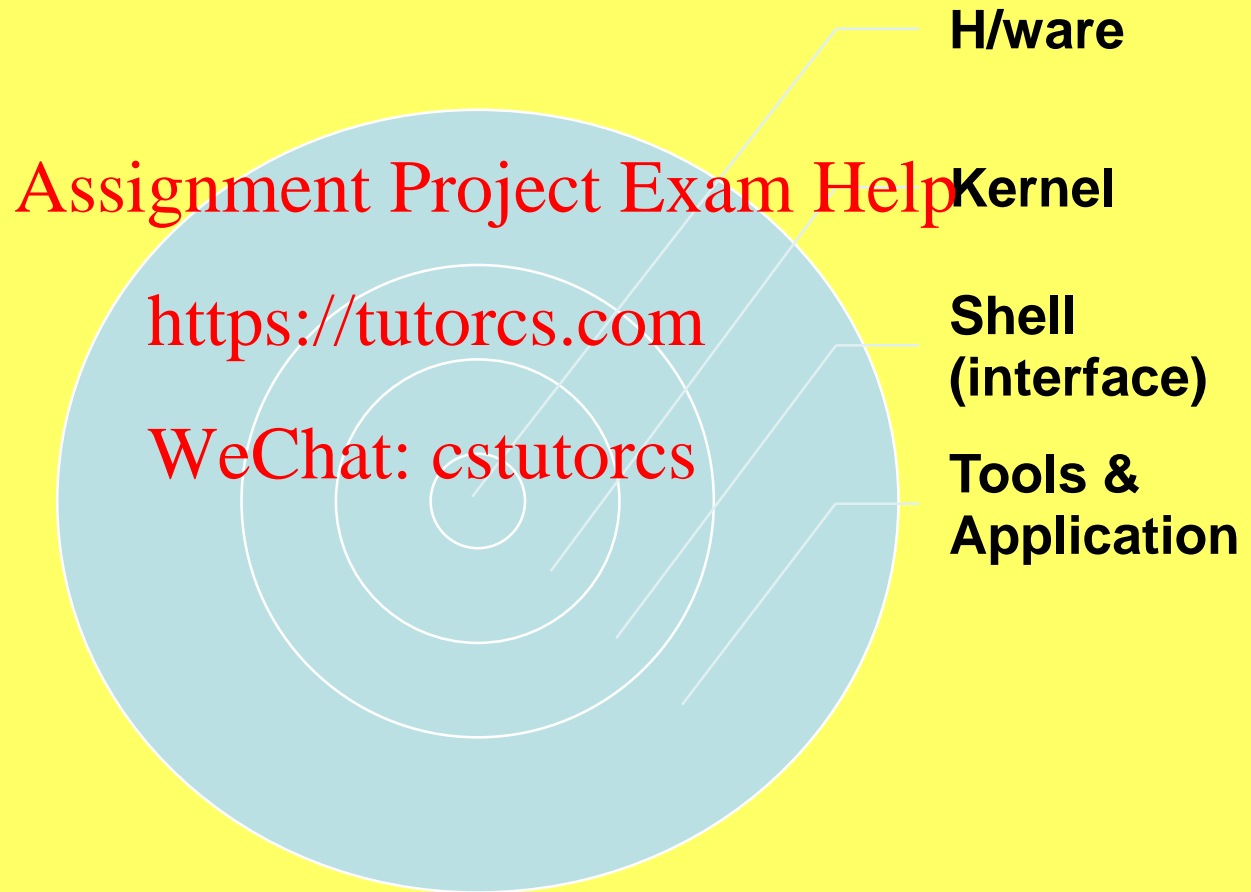 H/ware
Assignment Project Exam Help
Kernel
https://tutorcs.com
Shell
(interface)
WeChat: cstutorcs
Tools &
Application